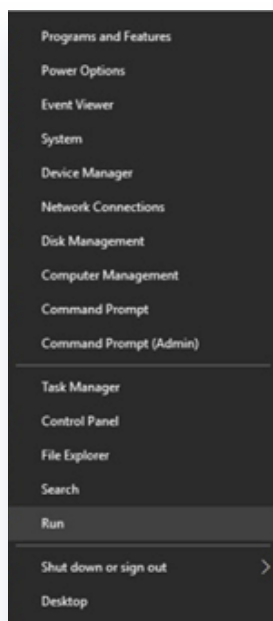 Programs and Features
Power Options
Event Viewer
System
Device Manager
Network Connections
Disk Management
Computer Management
Command Prompt
Command Prompt (Admin)
Task Manager
Control Panel
File Explorer
Search
Run
Shut down or sign out
Desktop